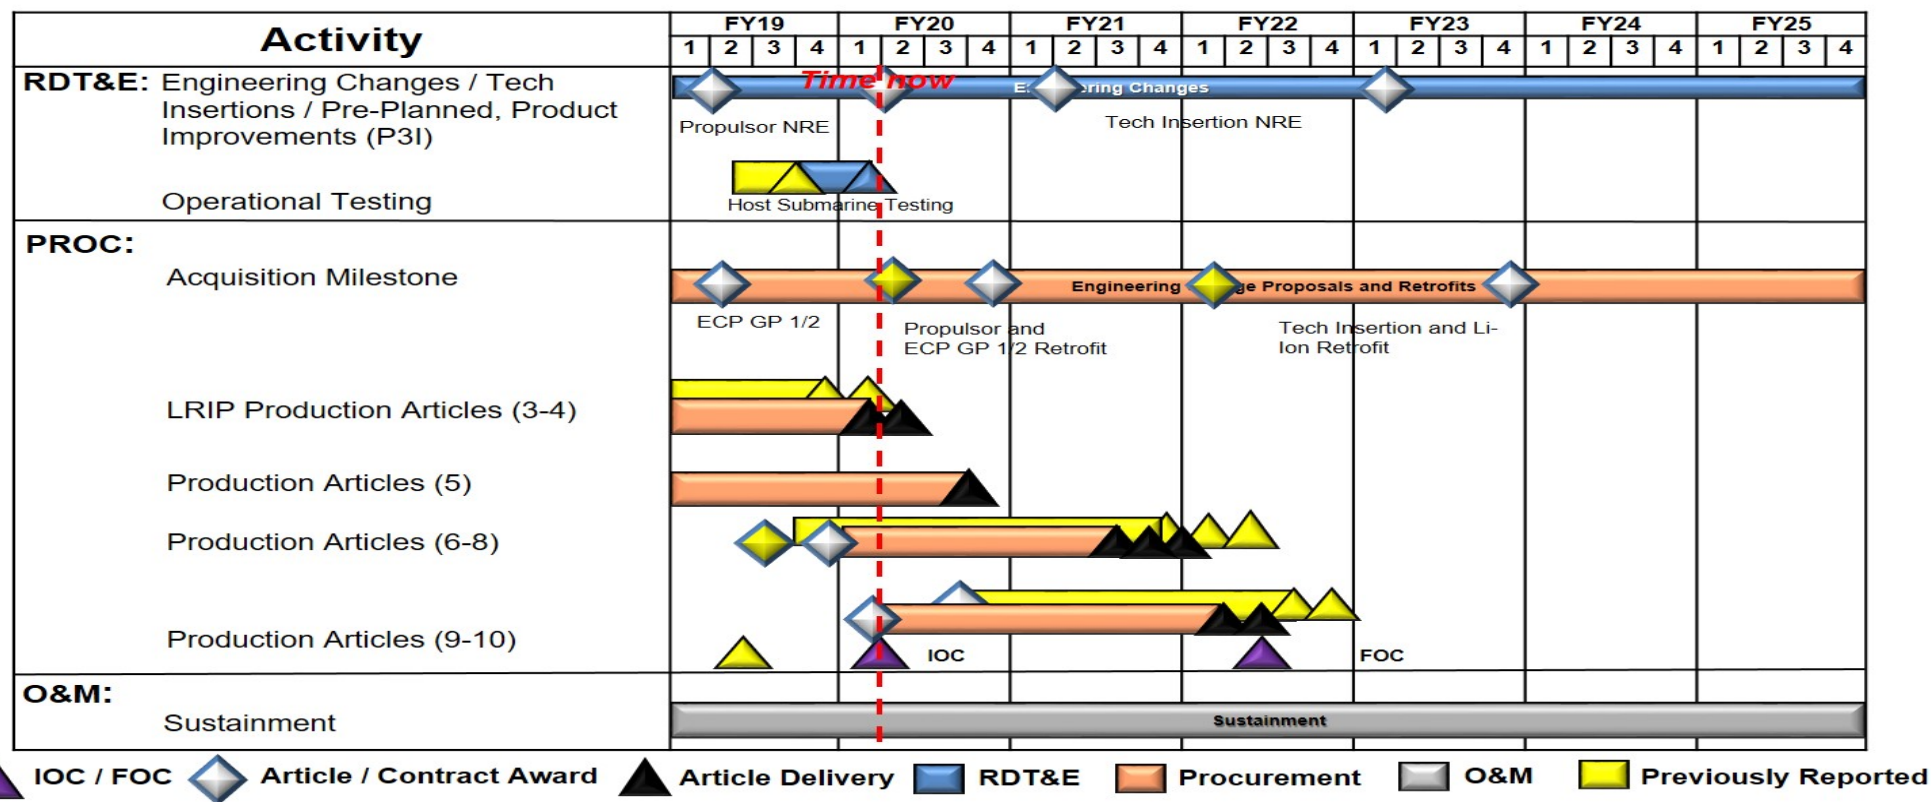 Activity
FY19 FY20 FY21 FY22 FY23 FY24 FY25
1 2 3 4 1 2 3 4 1 2 3 4 1 2 3 4 1 2 3 4 1 2 3 4 1 2 3 4
RDT&E: Engineering Changes / Tech
Insertions / Pre-Planned, Product
Improvements (P3I)
Time now
ring Changes
Propulsor NRE
Tech Insertion NRE
Operational Testing
Host Submarine Testing
PROC:
Acquisition Milestone
Engineering ge Proposals and Retrofits
ECP GP 1/2
Propulsor and
ECP GP 1/2 Retrofit
Tech Insertion and Li-
Ion Retrofit
LRIP Production Articles (3-4)
Production Articles (5)
Production Articles (6-8)
Production Articles (9-10)
IOC
FOC
O&M:
Sustainment
Sustainment
IOC / FOC Article / Contract Award Article Delivery RDT&E Procurement O&M Previously Reported